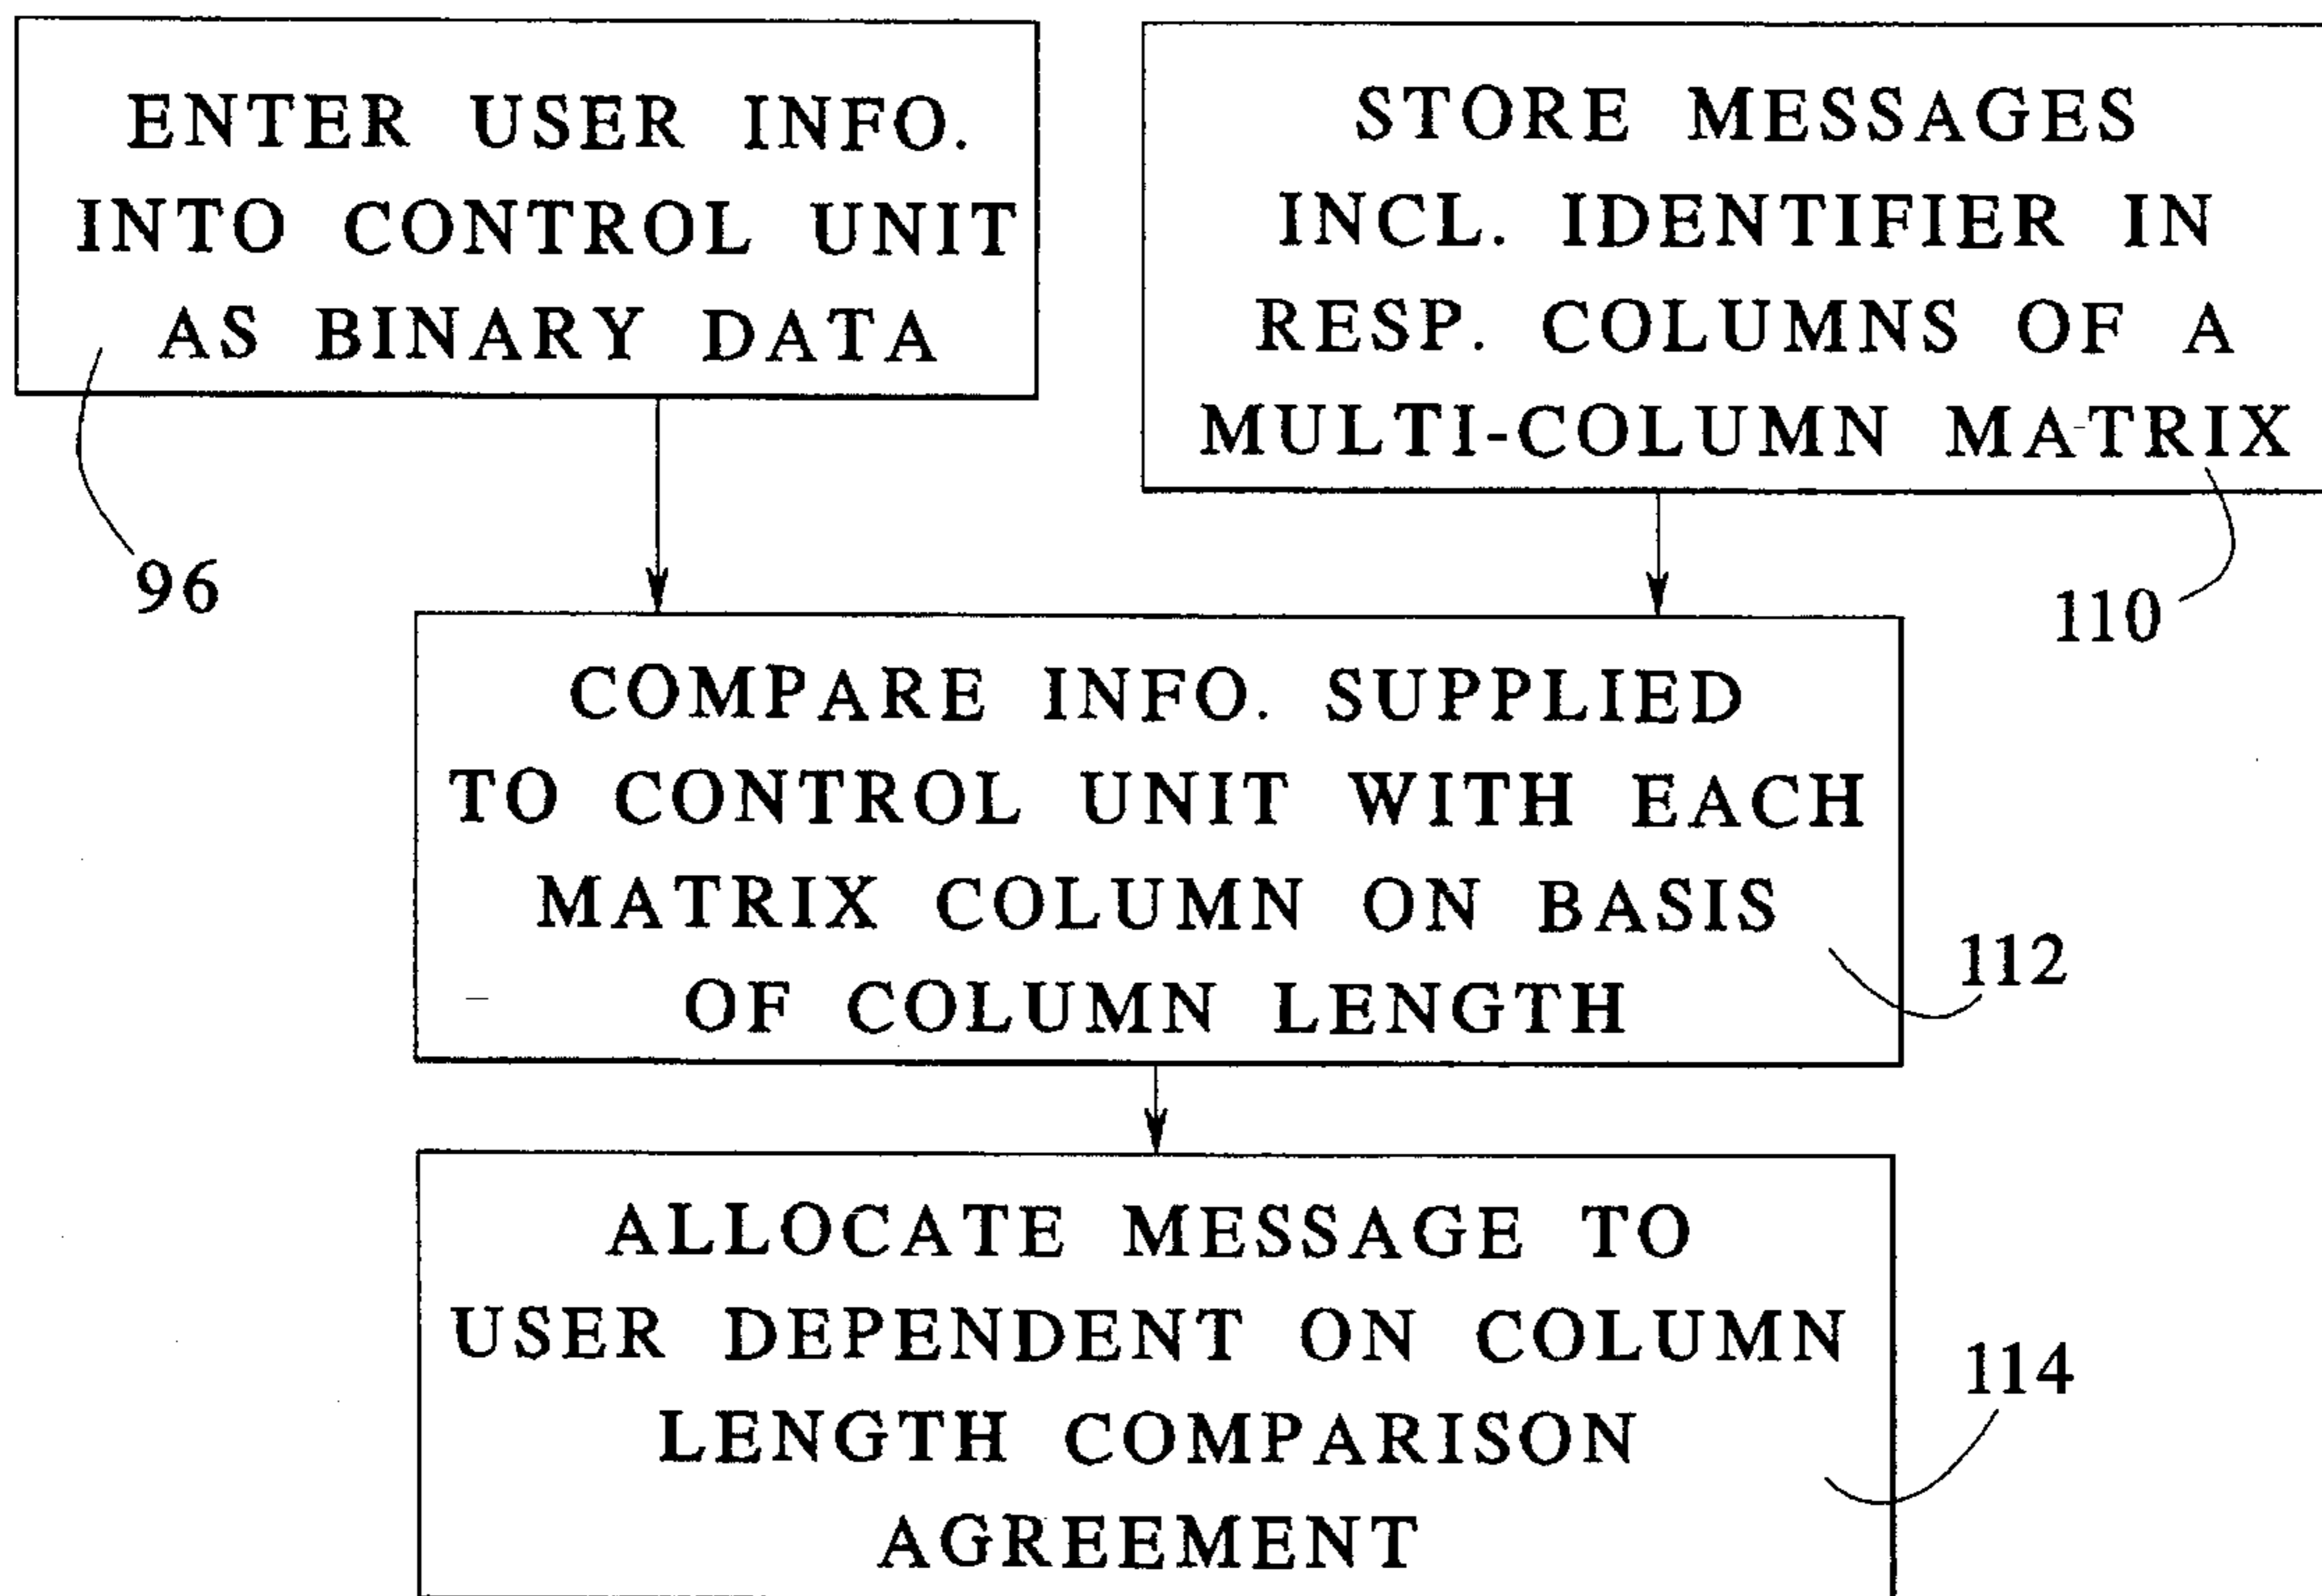 ENTER USER INFO.
INTO CONTROL UNIT
AS BINARY DATA
96
STORE MESSAGES
INCL. IDENTIFIER IN
RESP. COLUMNS OF A
MULTI-COLUMN MATRIX
110
COMPARE INFO. SUPPLIED
TO CONTROL UNIT WITH EACH
MATRIX COLUMN ON BASIS
OF COLUMN LENGTH
112
ALLOCATE MESSAGE TO
USER DEPENDENT ON COLUMN
LENGTH COMPARISON
AGREEMENT
114